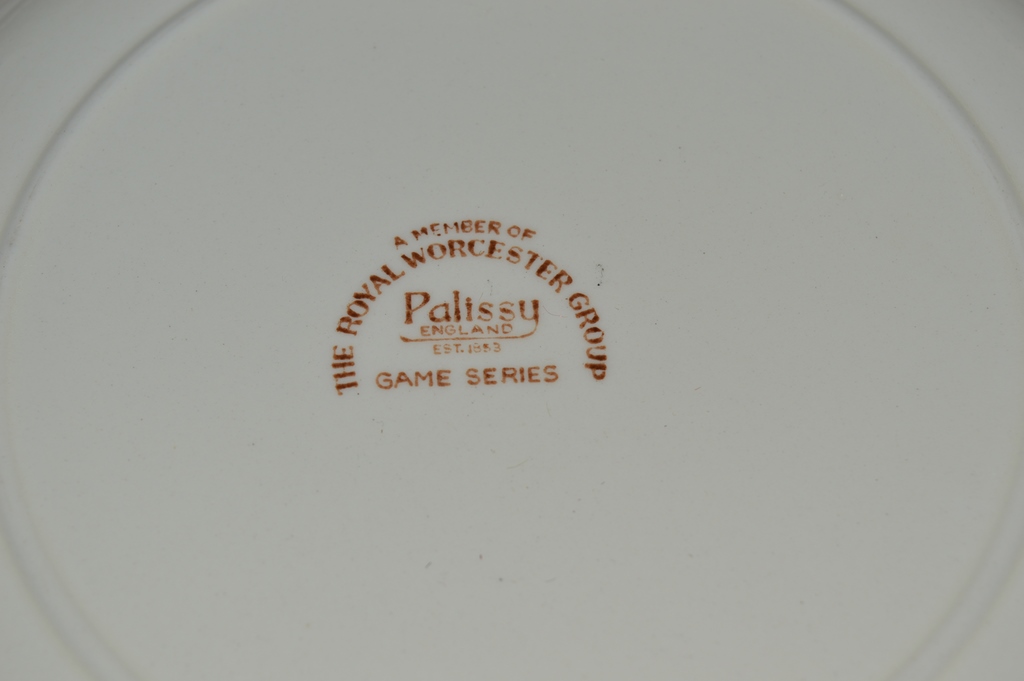 A MEMBER OF
THE ROYAL WORCESTER GROUP
Palissy
ENGLAND
EST. 1853
GAME SERIES